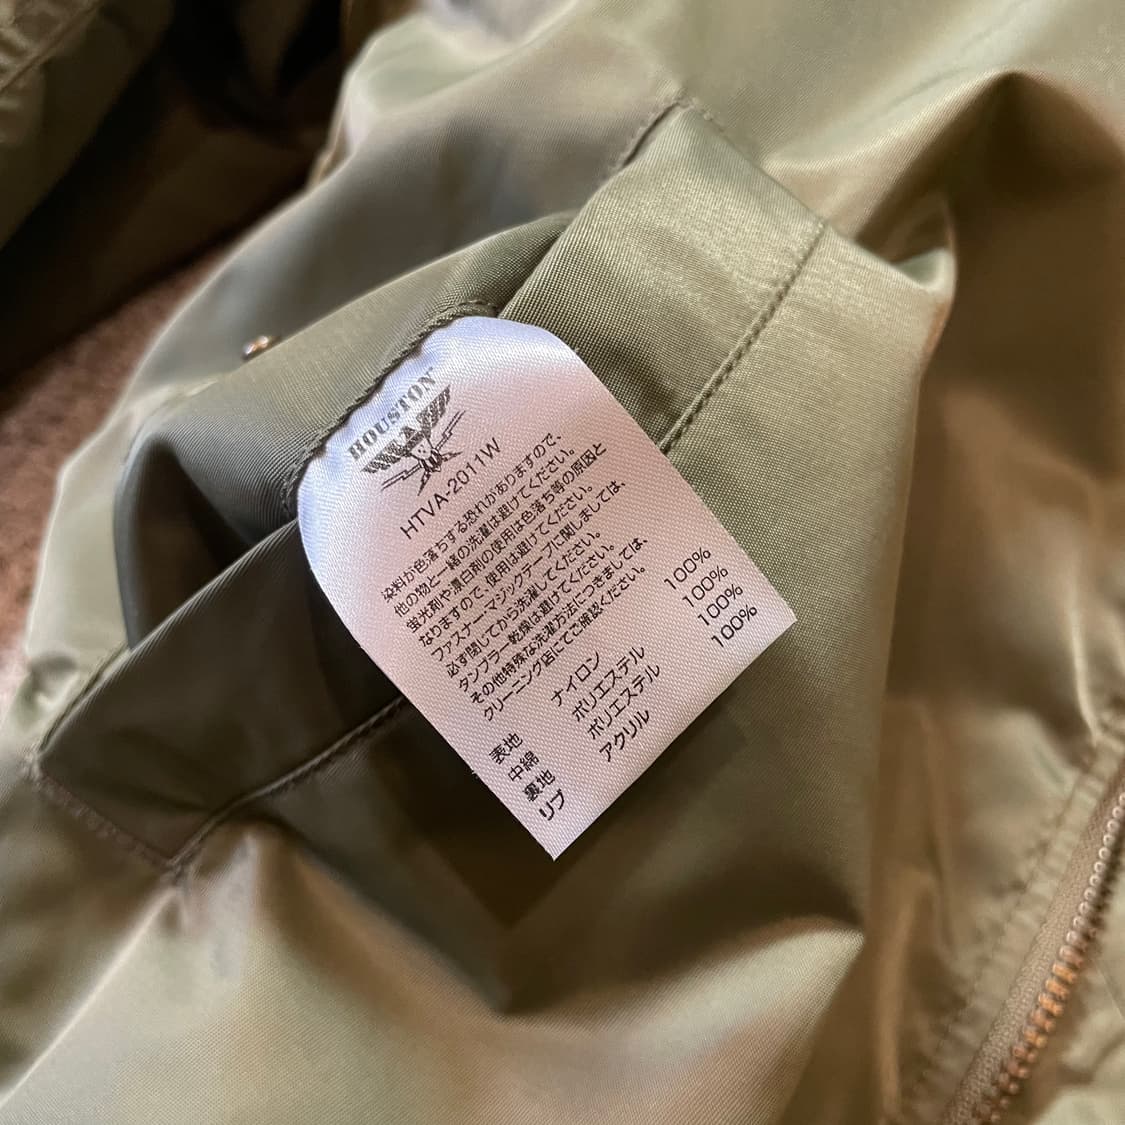 HOUSTON
HTVA-2011W
染料が色落ちする恐れがありますので、
他の物と一緒の洗濯は避けてください。
蛍光剤や漂白剤の使用は色落ち等の原因と
なりますので、使用は避けてください。
ファスナー・マジックテープに関しましては、
必ず閉じてから洗濯してください。
タンブラー乾燥は避けてください。
その他特殊な洗濯方法につきましては、
クリーニング店にてご確認ください。
表地 ナイロン 100%
中綿 ポリエステル 100%
裏地 ポリエステル 100%
リブ アクリル 100%